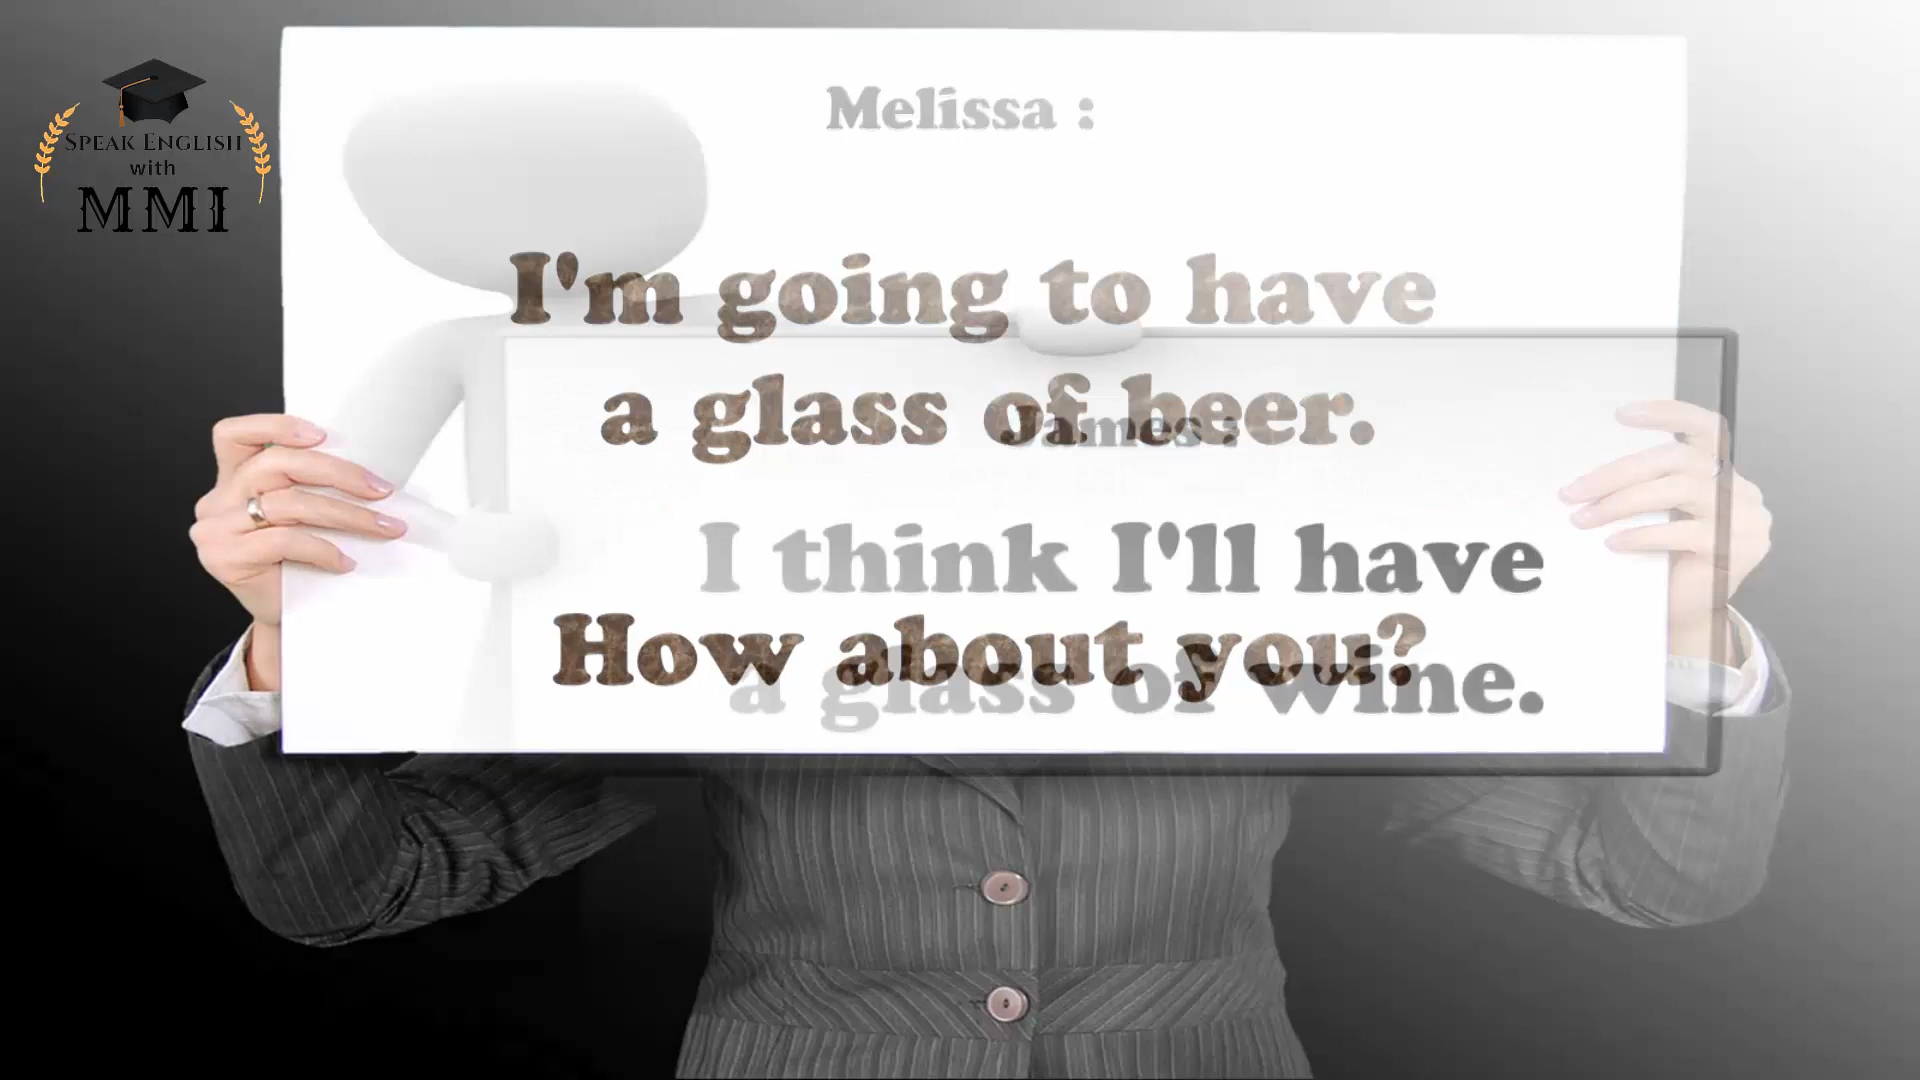 SPEAK ENGLISH
with
MMI
Melissa :
I'm going to have
a glass of beer.
How about you?
James :
I think I'll have
a glass of wine.